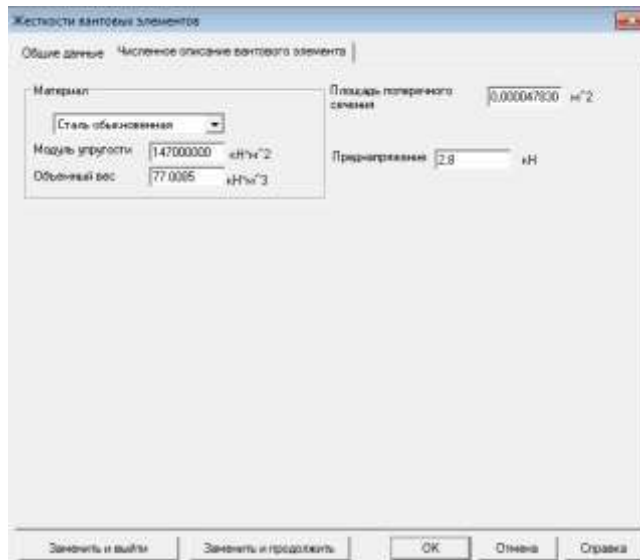 Жесткости вантовых элементов
Общие данные Численное описание вантового элемента
Материал
Сталь обыкновенная
Модуль упругости 147000000 кН*м^2
Объемный вес 77.0085 кН*м^3
Площадь поперечного
сечения 0.000047830 м^2
Преднапряжение 2.8 кН
Заменить и выйти Заменить и продолжить OK Отмена Справка